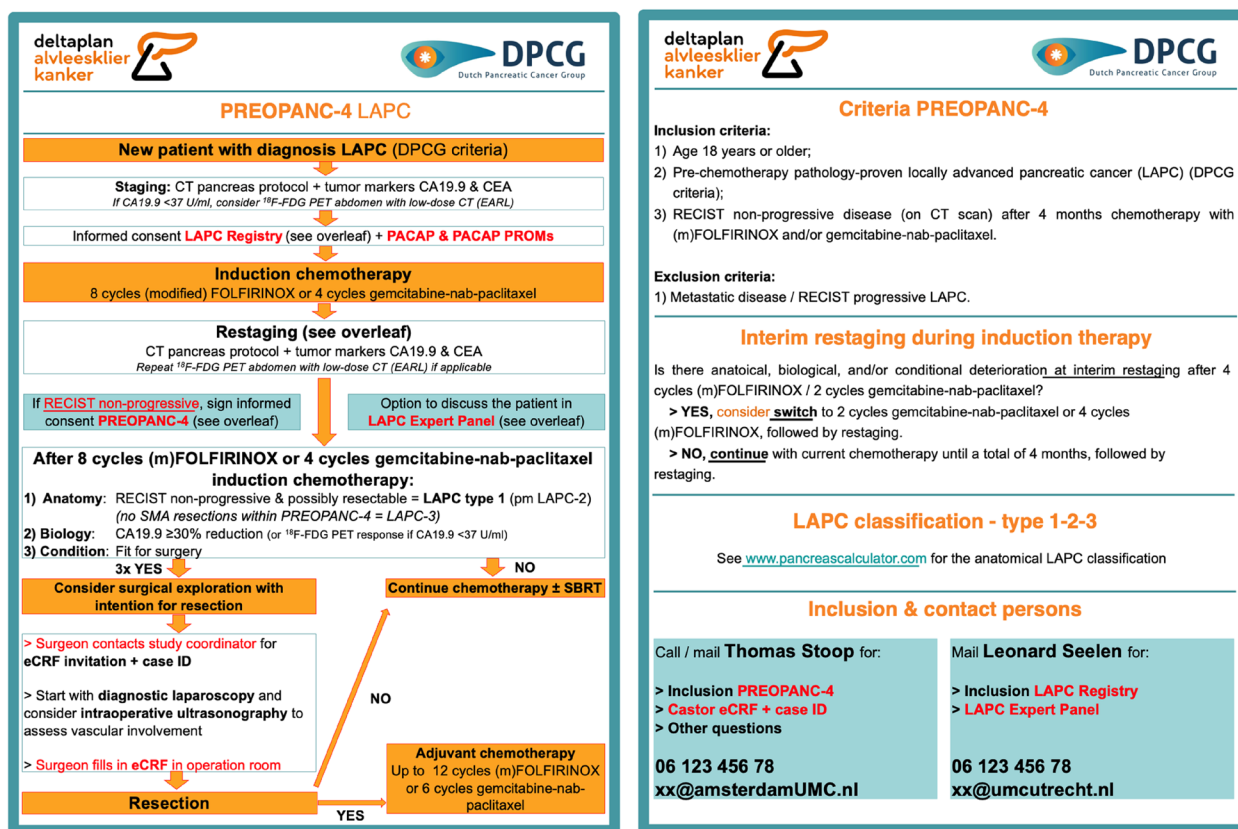 deltaplan
alvleesklier
kanker
DPCG
Dutch Pancreatic Cancer Group
PREOPANC-4 LAPC
New patient with diagnosis LAPC (DPCG criteria)
Staging: CT pancreas protocol + tumor markers CA19.9 & CEA
If CA19.9 <37 U/ml, consider ¹⁸F-FDG PET abdomen with low-dose CT (EARL)
Informed consent LAPC Registry (see overleaf) + PACAP & PACAP PROMs
Induction chemotherapy
8 cycles (modified) FOLFIRINOX or 4 cycles gemcitabine-nab-paclitaxel
Restaging (see overleaf)
CT pancreas protocol + tumor markers CA19.9 & CEA
Repeat ¹⁸F-FDG PET abdomen with low-dose CT (EARL) if applicable
If RECIST non-progressive, sign informed
consent PREOPANC-4 (see overleaf)
Option to discuss the patient in
LAPC Expert Panel (see overleaf)
After 8 cycles (m)FOLFIRINOX or 4 cycles gemcitabine-nab-paclitaxel
induction chemotherapy:
1) Anatomy: RECIST non-progressive & possibly resectable = LAPC type 1 (pm LAPC-2)
(no SMA resections within PREOPANC-4 = LAPC-3)
2) Biology: CA19.9 ≥30% reduction (or ¹⁸F-FDG PET response if CA19.9 <37 U/ml)
3) Condition: Fit for surgery
3x YES
NO
Consider surgical exploration with
intention for resection
Continue chemotherapy ± SBRT
> Surgeon contacts study coordinator for
eCRF invitation + case ID
> Start with diagnostic laparoscopy and
consider intraoperative ultrasonography to
assess vascular involvement
> Surgeon fills in eCRF in operation room
NO
Resection
YES
Adjuvant chemotherapy
Up to 12 cycles (m)FOLFIRINOX
or 6 cycles gemcitabine-nab-
paclitaxel
deltaplan
alvleesklier
kanker
DPCG
Dutch Pancreatic Cancer Group
Criteria PREOPANC-4
Inclusion criteria:
1) Age 18 years or older;
2) Pre-chemotherapy pathology-proven locally advanced pancreatic cancer (LAPC) (DPCG
criteria);
3) RECIST non-progressive disease (on CT scan) after 4 months chemotherapy with
(m)FOLFIRINOX and/or gemcitabine-nab-paclitaxel.
Exclusion criteria:
1) Metastatic disease / RECIST progressive LAPC.
Interim restaging during induction therapy
Is there anatoical, biological, and/or conditional deterioration at interim restaging after 4
cycles (m)FOLFIRINOX / 2 cycles gemcitabine-nab-paclitaxel?
> YES, consider switch to 2 cycles gemcitabine-nab-paclitaxel or 4 cycles
(m)FOLFIRINOX, followed by restaging.
> NO, continue with current chemotherapy until a total of 4 months, followed by
restaging.
LAPC classification - type 1-2-3
See www.pancreascalculator.com for the anatomical LAPC classification
Inclusion & contact persons
Call / mail Thomas Stoop for:
> Inclusion PREOPANC-4
> Castor eCRF + case ID
> Other questions
06 123 456 78
xx@amsterdamUMC.nl
Mail Leonard Seelen for:
> Inclusion LAPC Registry
> LAPC Expert Panel
06 123 456 78
xx@umcutrecht.nl